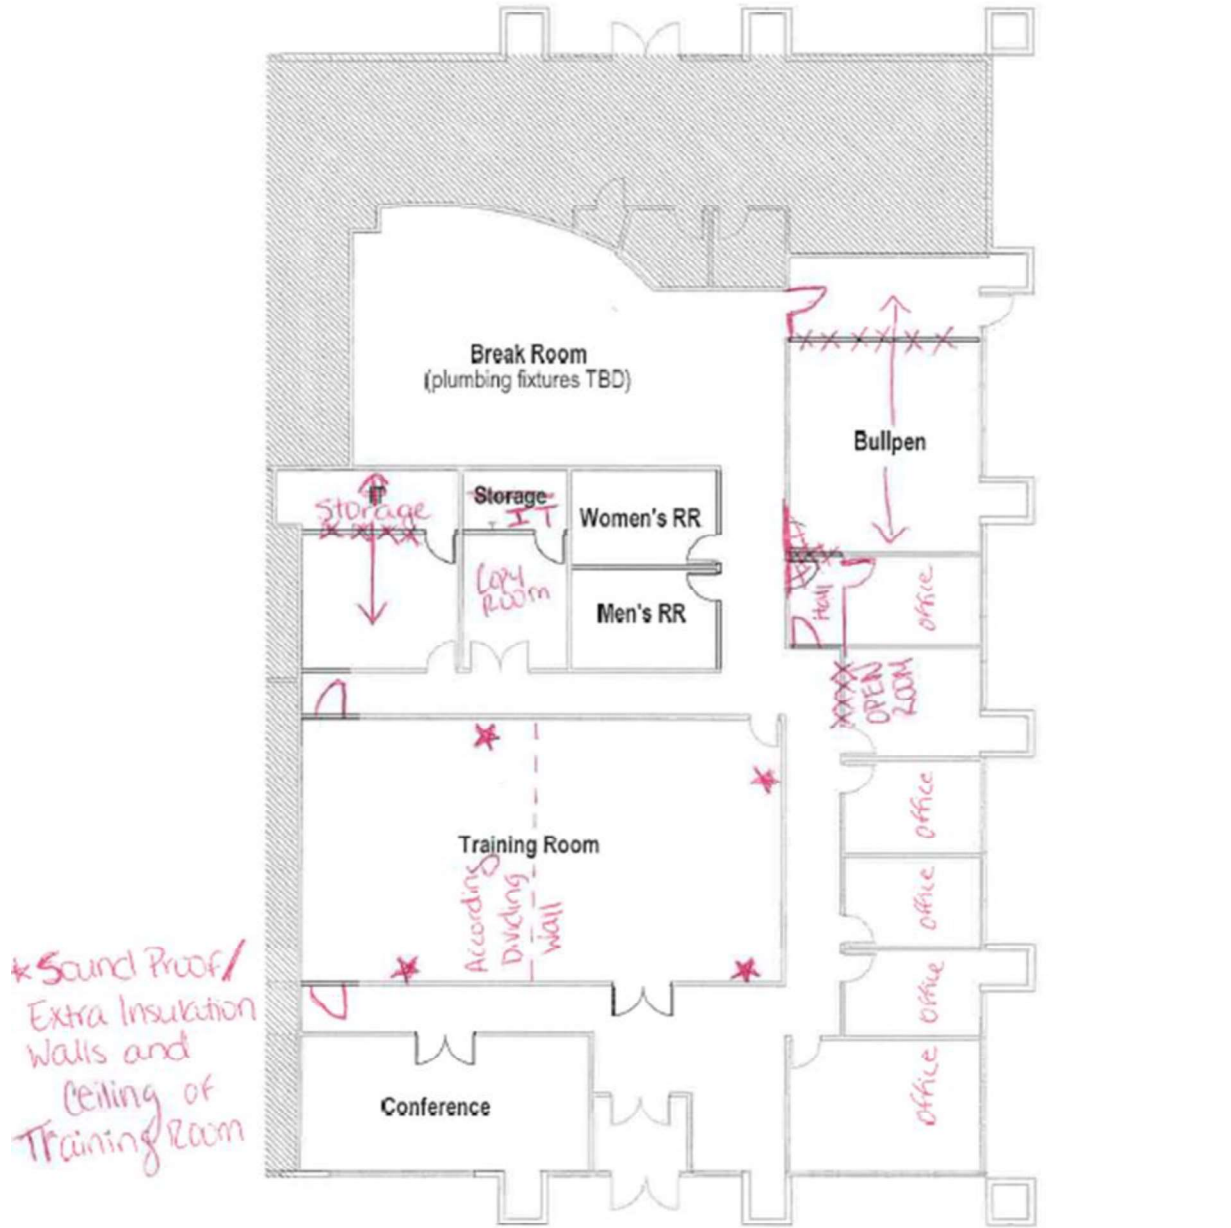 Break Room
(plumbing fixtures TBD)
Bullpen
Storage
Storage
IT
Women's RR
Copy
Room
Men's RR
Hall
Office
OPEN
ROOM
Training Room
According
Dividing
Wall
Office
Office
Office
Office
* Sound Proof/
Extra Insulation
Walls and
Ceiling of
Training Room
Conference